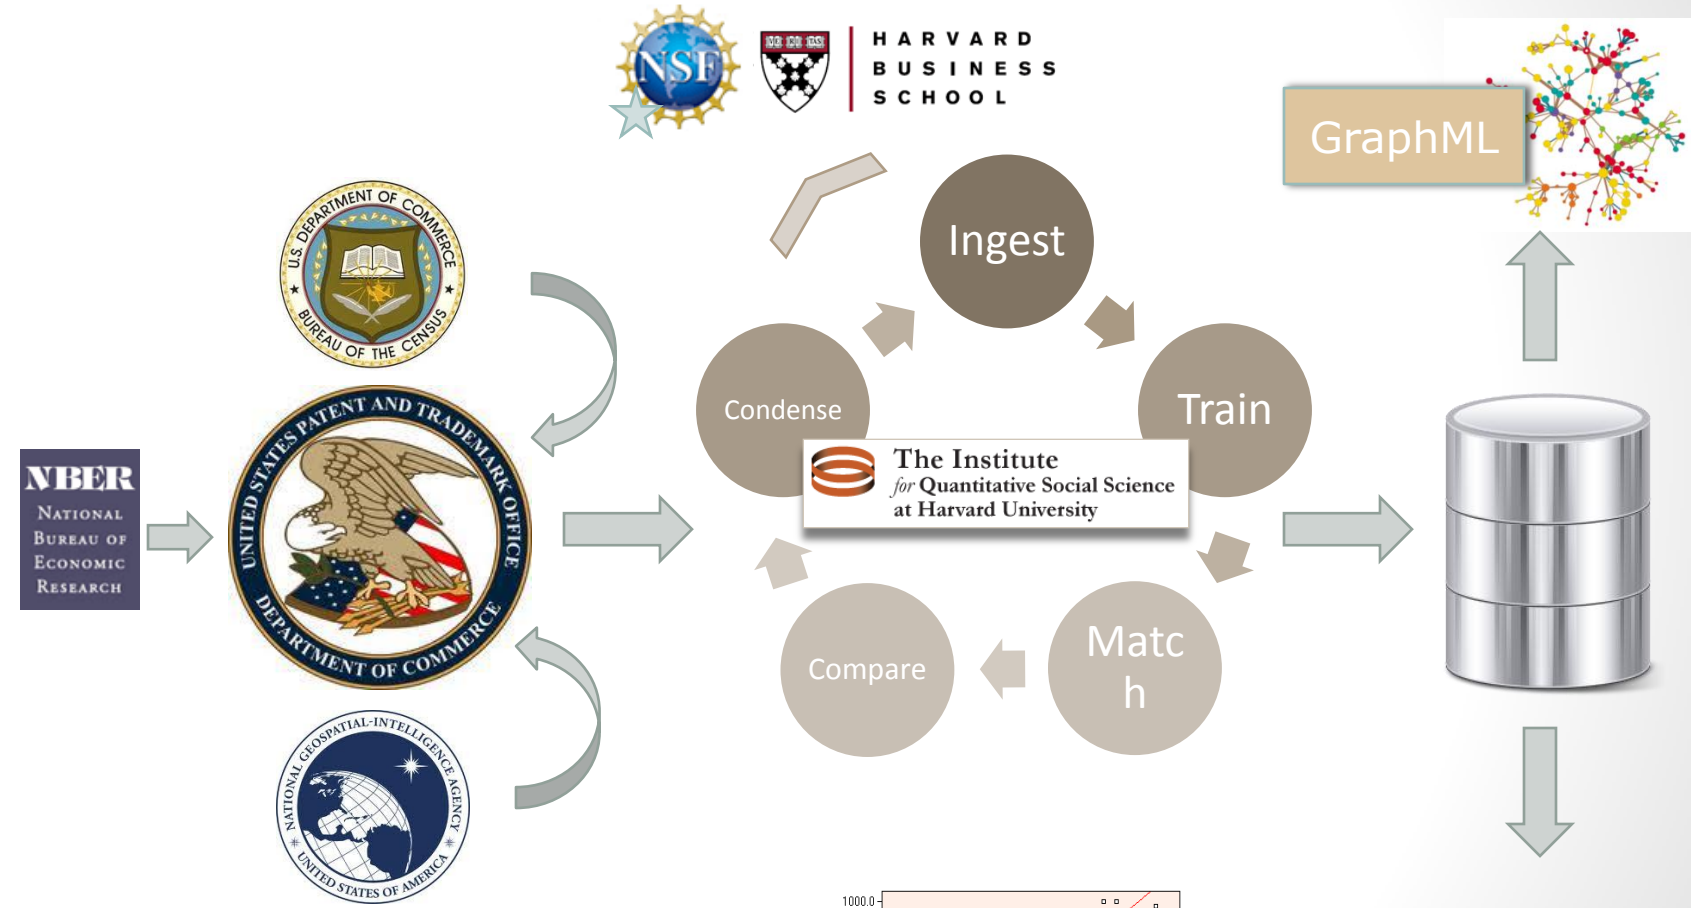 NSF
HARVARD
BUSINESS
SCHOOL
GraphML
U.S. DEPARTMENT OF COMMERCE
BUREAU OF THE CENSUS
Ingest
Condense
Train
UNITED STATES PATENT AND TRADEMARK OFFICE
DEPARTMENT OF COMMERCE
NBER
NATIONAL
BUREAU OF
ECONOMIC
RESEARCH
The Institute
for Quantitative Social Science
at Harvard University
Matc
h
Compare
NATIONAL GEOSPATIAL-INTELLIGENCE AGENCY
UNITED STATES OF AMERICA
1000.0